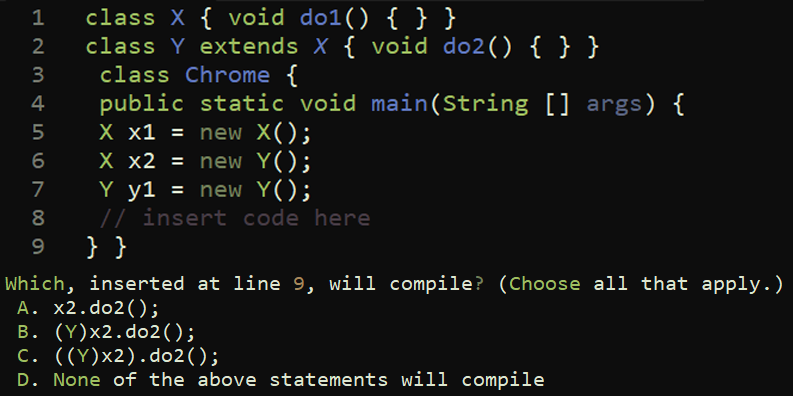 1 class X { void do1() { } }
2 class Y extends X { void do2() { } }
3 class Chrome {
4 public static void main(String [] args) {
5 X x1 = new X();
6 X x2 = new Y();
7 Y y1 = new Y();
8 // insert code here
9 } }
Which, inserted at line 9, will compile? (Choose all that apply.)
A. x2.do2();
B. (Y)x2.do2();
C. ((Y)x2).do2();
D. None of the above statements will compile